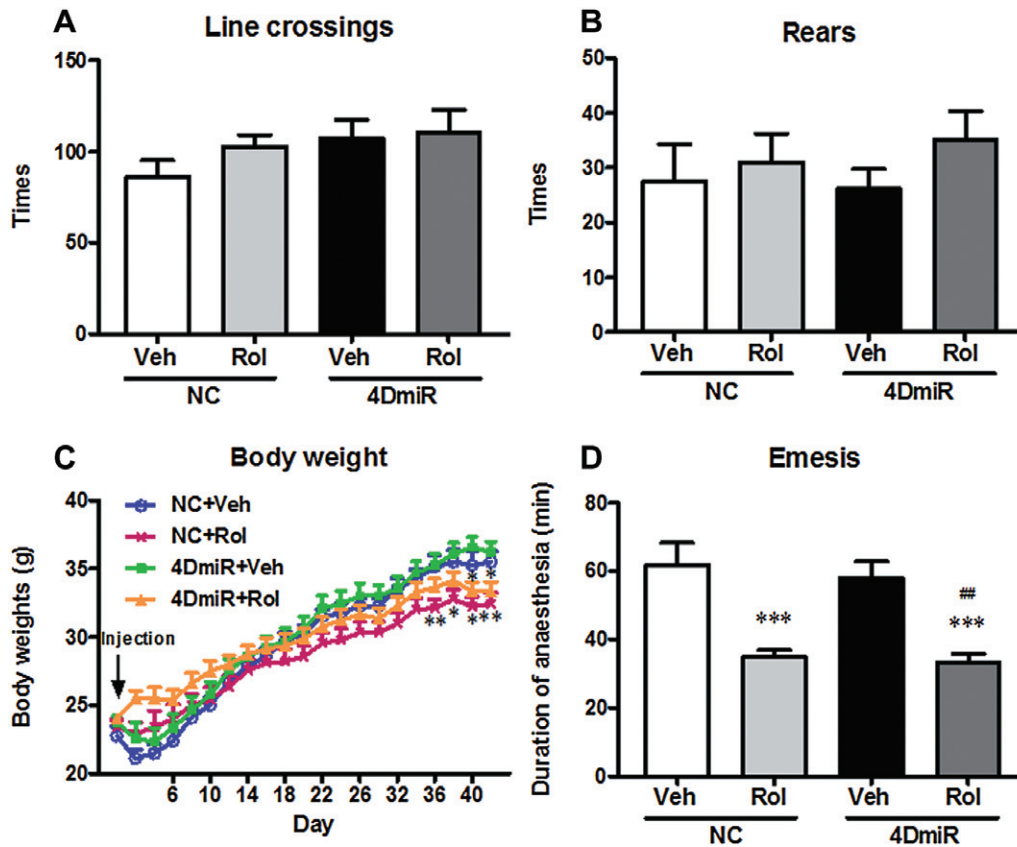 A
Line crossings
Times
150
100
50
0
Veh Rol Veh Rol
NC 4DmiR
B
Rears
Times
50
40
30
20
10
0
Veh Rol Veh Rol
NC 4DmiR
C
Body weight
Body weights (g)
40
35
30
25
20
NC+Veh
NC+Rol
4DmiR+Veh
4DmiR+Rol
Injection
* *
** * ***
6 10 14 18 22 26 30 32 36 40
Day
D
Emesis
Duration of anaesthesia (min)
80
60
40
20
0
***
##
***
Veh Rol Veh Rol
NC 4DmiR